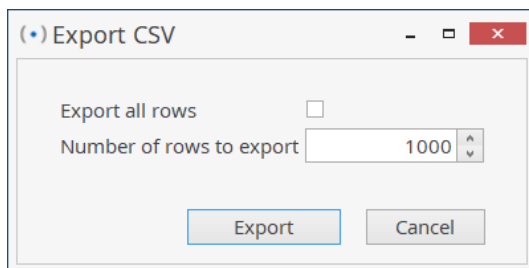 Export CSV
Export all rows
Number of rows to export 1000
Export Cancel